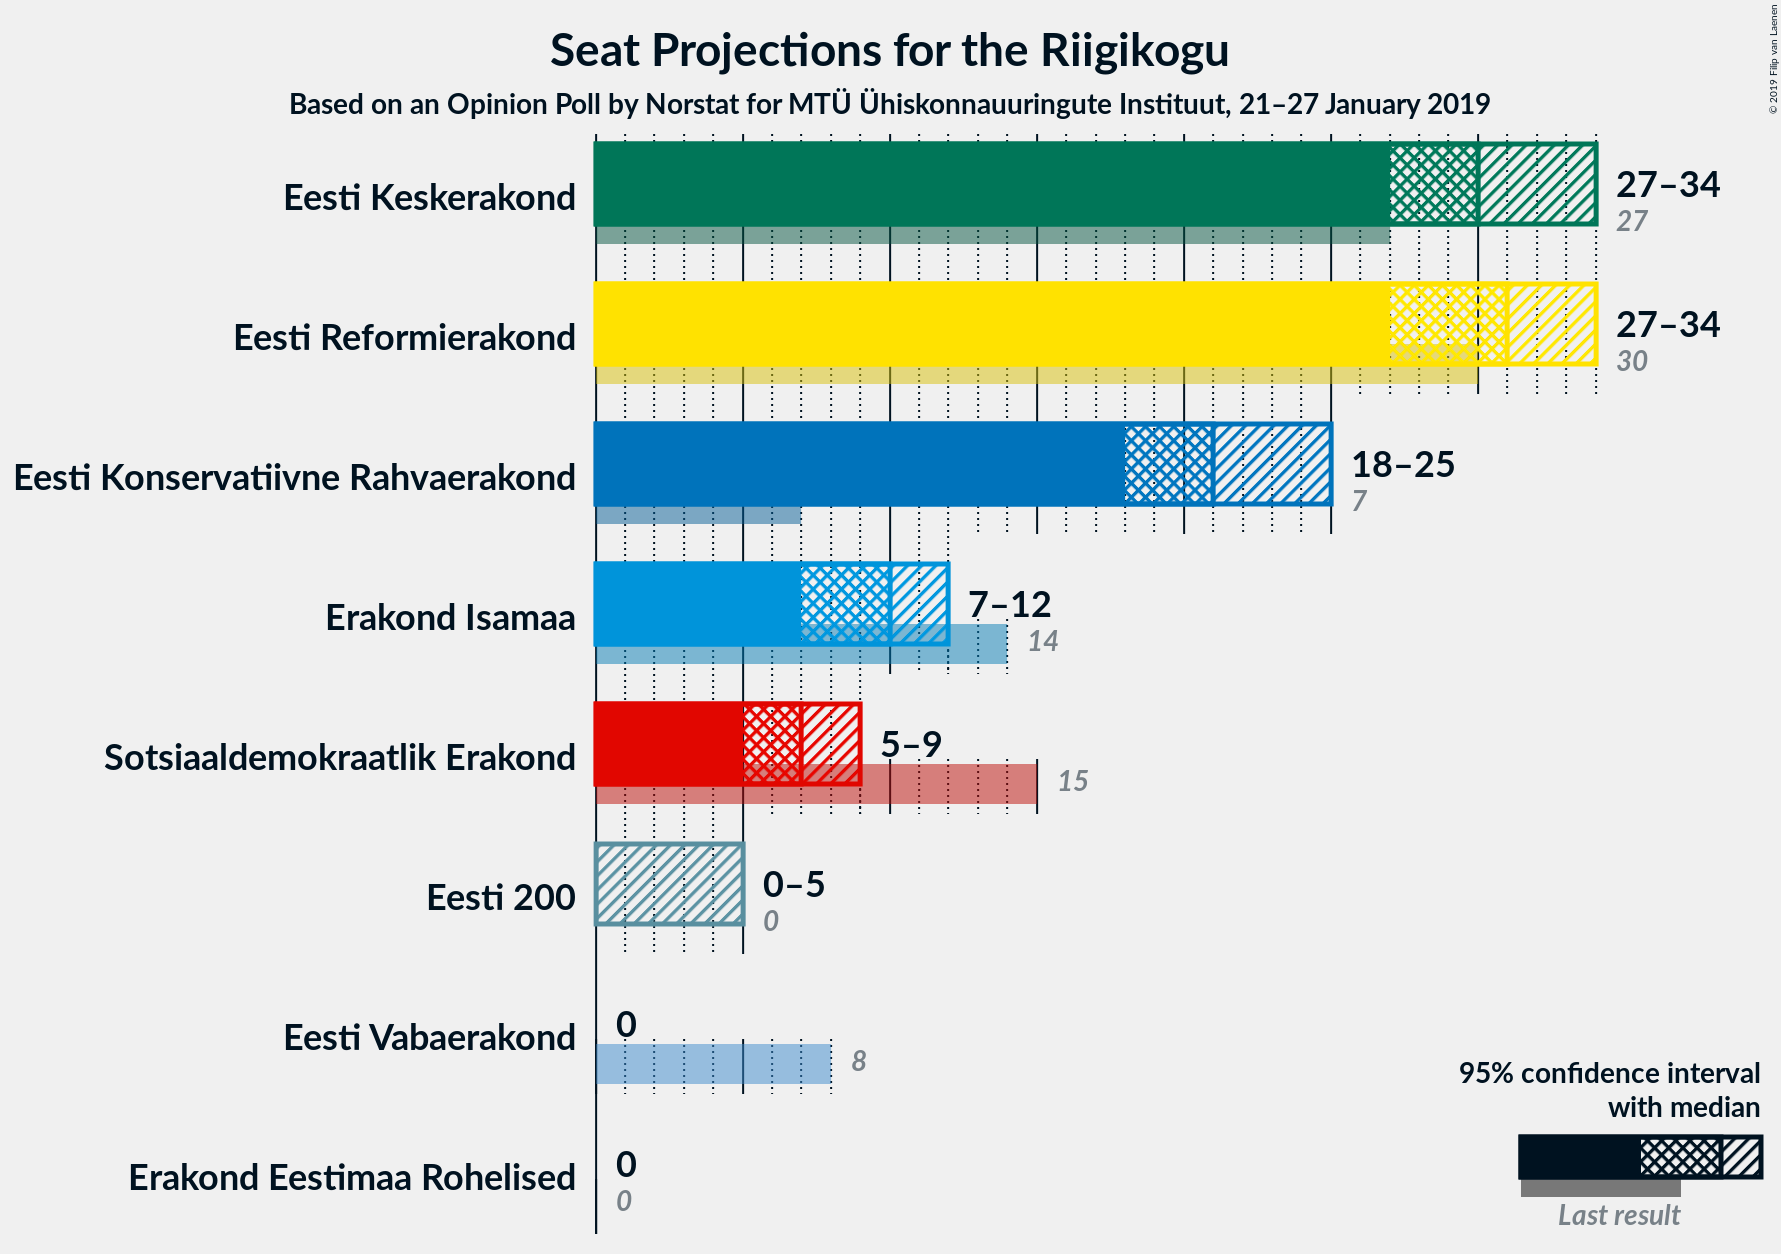 Seat Projections for the Riigikogu
Based on an Opinion Poll by Norstat for MTÜ Ühiskonnauuringute Instituut, 21–27 January 2019
© 2019 Filip van Laenen
Eesti Keskerakond
27–34
27
Eesti Reformierakond
27–34
30
Eesti Konservatiivne Rahvaerakond
18–25
7
Erakond Isamaa
7–12
14
Sotsiaaldemokraatlik Erakond
5–9
15
Eesti 200
0–5
0
Eesti Vabaerakond
0
8
Erakond Eestimaa Rohelised
0
0
95% confidence interval
with median
Last result